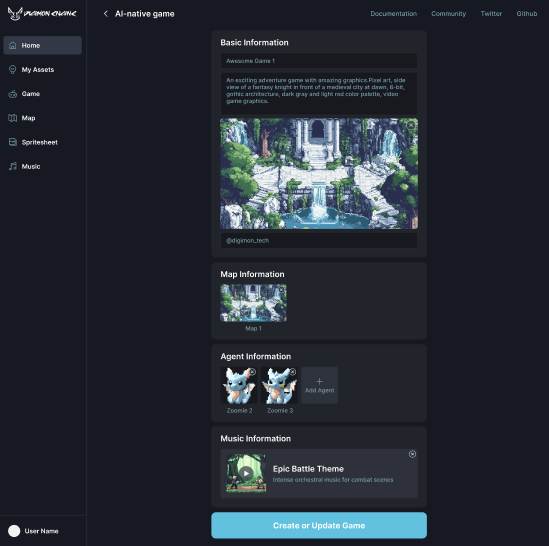 DIGIMON ENGINE
AI-native game
Documentation
Community
Twitter
Github
Home
My Assets
Game
Map
Spritesheet
Music
User Name
Basic Information
Awesome Game 1
An exciting adventure game with amazing graphics.Pixel art, side
view of a fantasy knight in front of a medieval city at dawn, 8-bit,
gothic architecture, dark gray and light red color palette, video
game graphics.
@digimon_tech
Map Information
Map 1
Agent Information
Add Agent
Zoomie 2
Zoomie 3
Music Information
Epic Battle Theme
Intense orchestral music for combat scenes
Create or Update Game